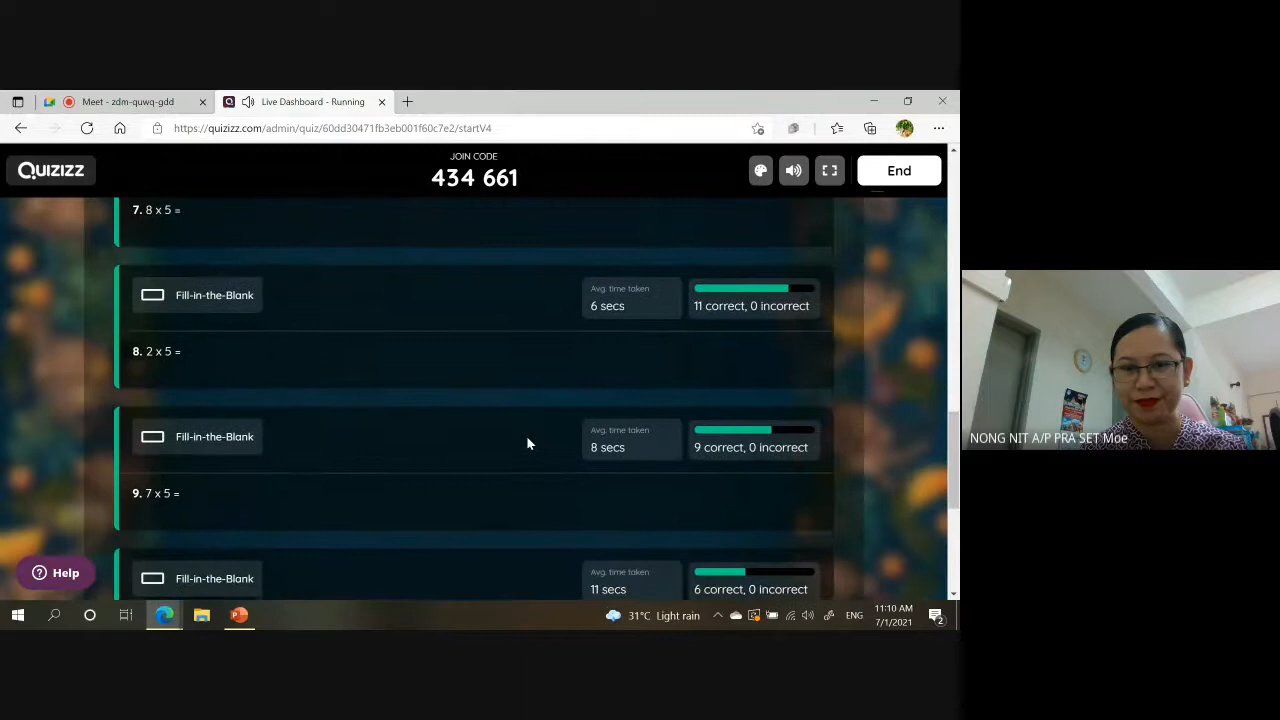 Meet - zdm-quwq-gdd
Live Dashboard - Running
https://quizizz.com/admin/quiz/60dd30471fb3eb001f60c7e2/startV4
Quizizz
JOIN CODE
434 661
End
7. 8 x 5 =
Fill-in-the-Blank
Avg. time taken
6 secs
11 correct, 0 incorrect
8. 2 x 5 =
Fill-in-the-Blank
Avg. time taken
8 secs
9 correct, 0 incorrect
9. 7 x 5 =
Fill-in-the-Blank
Avg. time taken
11 secs
6 correct, 0 incorrect
Help
31°C Light rain
ENG
11:10 AM
7/1/2021
2
NONG NIT A/P PRA SET Moe